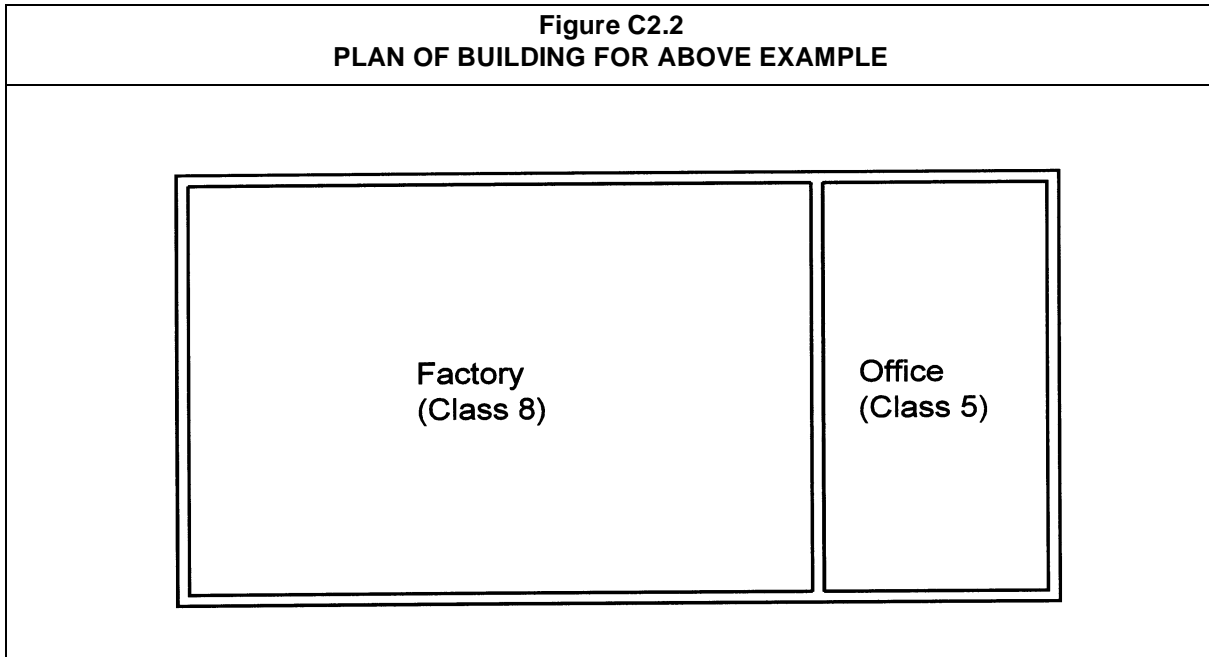 Figure C2.2
PLAN OF BUILDING FOR ABOVE EXAMPLE
Factory
(Class 8)
Office
(Class 5)